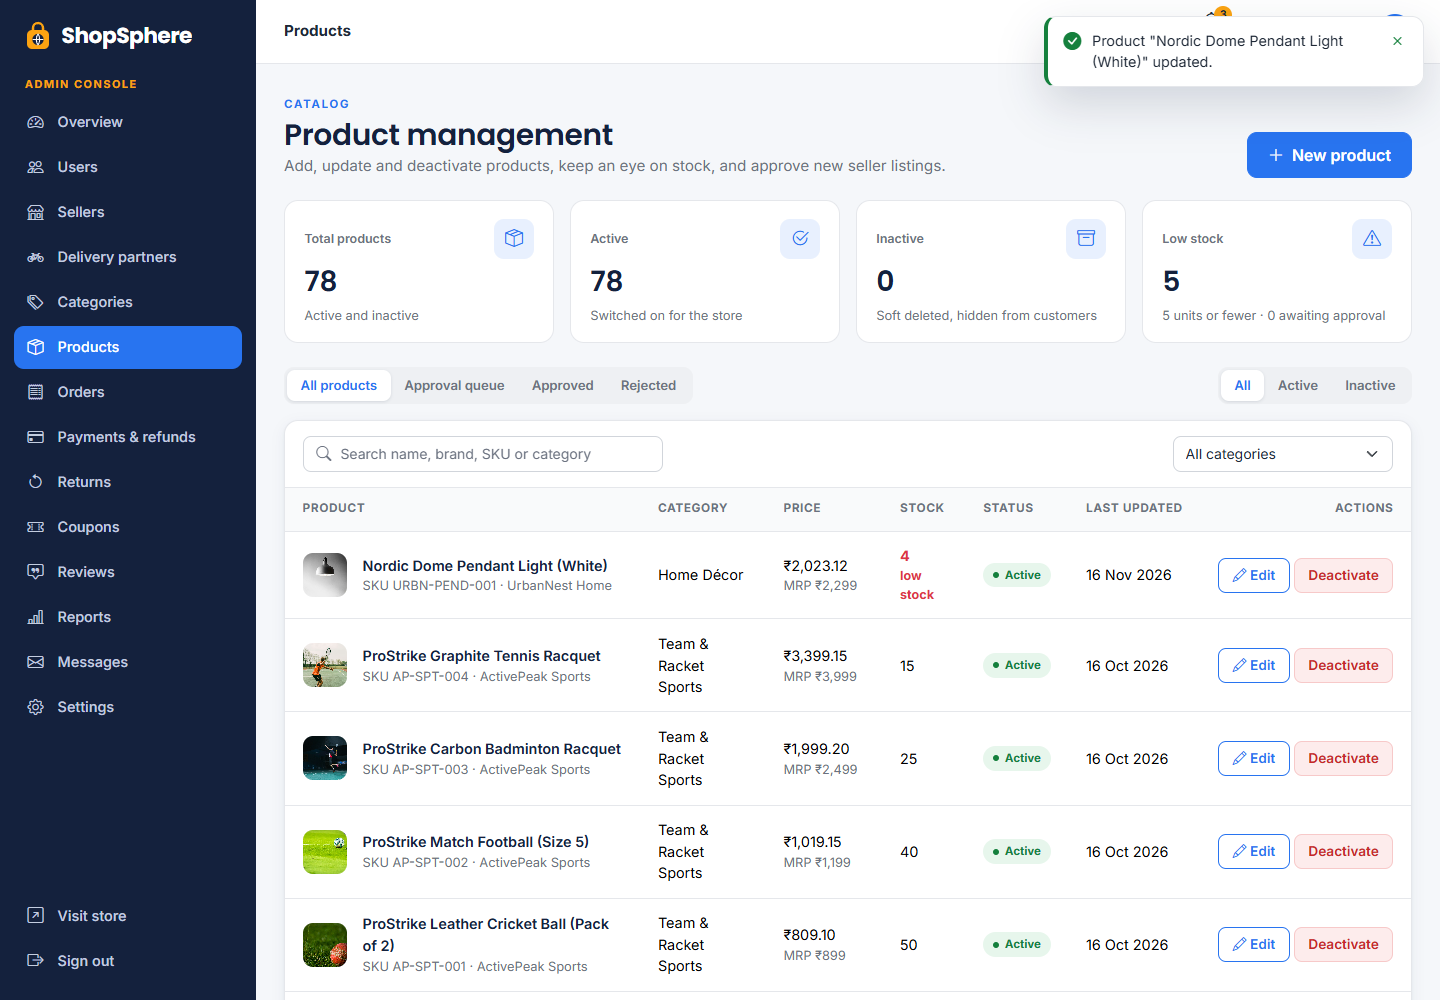 ShopSphere
ADMIN CONSOLE
Overview
Users
Sellers
Delivery partners
Categories
Products
Orders
Payments & refunds
Returns
Coupons
Reviews
Reports
Messages
Settings
Visit store
Sign out
Products
3
Product "Nordic Dome Pendant Light
(White)" updated.
CATALOG
Product management
Add, update and deactivate products, keep an eye on stock, and approve new seller listings.
New product
Total products
78
Active and inactive
Active
78
Switched on for the store
Inactive
0
Soft deleted, hidden from customers
Low stock
5
5 units or fewer · 0 awaiting approval
All products Approval queue Approved Rejected
All Active Inactive
Search name, brand, SKU or category
All categories
PRODUCT CATEGORY PRICE STOCK STATUS LAST UPDATED ACTIONS
Nordic Dome Pendant Light (White)
SKU URBN-PEND-001 · UrbanNest Home
Home Décor
₹2,023.12
MRP ₹2,299
4
low
stock
Active
16 Nov 2026
Edit
Deactivate
ProStrike Graphite Tennis Racquet
SKU AP-SPT-004 · ActivePeak Sports
Team &
Racket
Sports
₹3,399.15
MRP ₹3,999
15
Active
16 Oct 2026
Edit
Deactivate
ProStrike Carbon Badminton Racquet
SKU AP-SPT-003 · ActivePeak Sports
Team &
Racket
Sports
₹1,999.20
MRP ₹2,499
25
Active
16 Oct 2026
Edit
Deactivate
ProStrike Match Football (Size 5)
SKU AP-SPT-002 · ActivePeak Sports
Team &
Racket
Sports
₹1,019.15
MRP ₹1,199
40
Active
16 Oct 2026
Edit
Deactivate
ProStrike Leather Cricket Ball (Pack
of 2)
SKU AP-SPT-001 · ActivePeak Sports
Team &
Racket
Sports
₹809.10
MRP ₹899
50
Active
16 Oct 2026
Edit
Deactivate